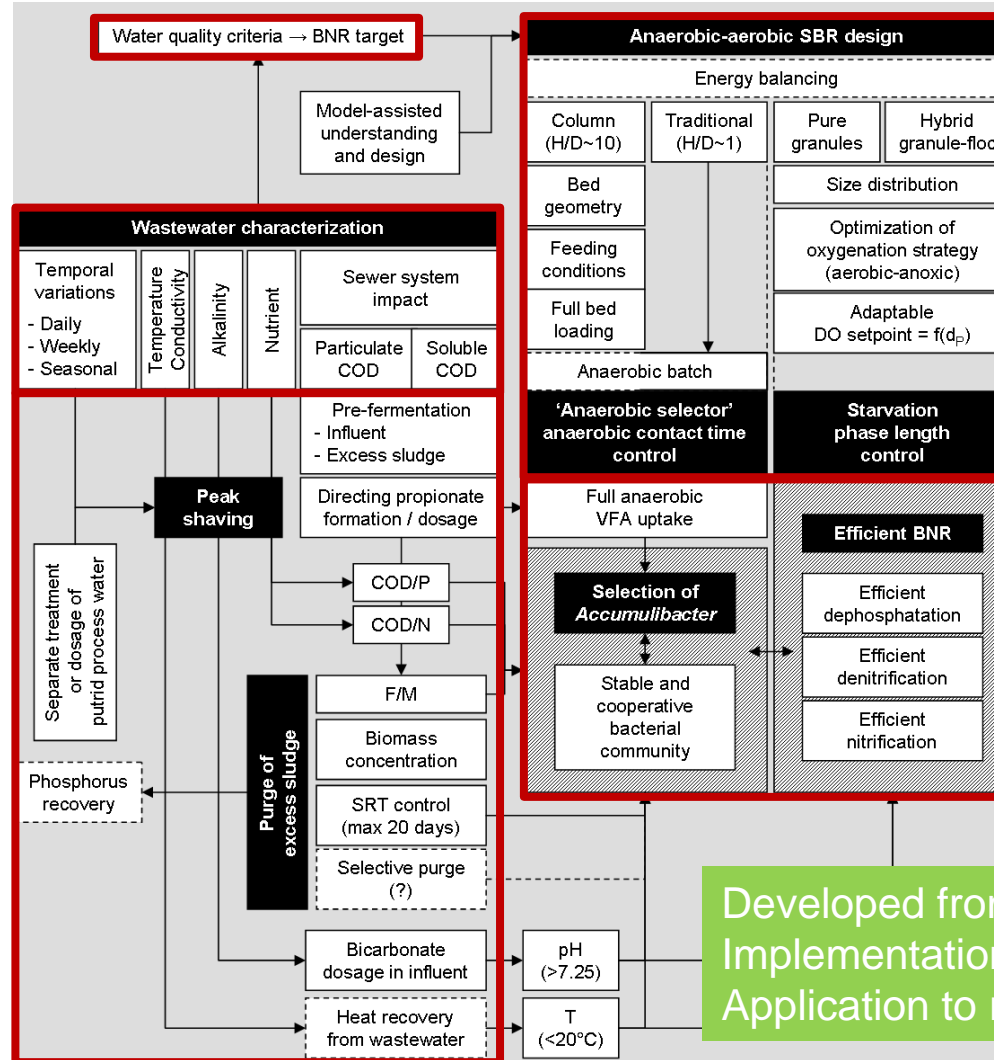 Water quality criteria → BNR target
Model-assisted
understanding
and design
Anaerobic-aerobic SBR design
Energy balancing
Column
(H/D~10)
Traditional
(H/D~1)
Pure
granules
Hybrid
granule-floc
Bed
geometry
Feeding
conditions
Full bed
loading
Size distribution
Optimization of
oxygenation strategy
(aerobic-anoxic)
Adaptable
DO setpoint = f(dP)
Anaerobic batch
'Anaerobic selector'
anaerobic contact time
control
Starvation
phase length
control
Wastewater characterization
Temporal
variations
- Daily
- Weekly
- Seasonal
Temperature
Conductivity
Alkalinity
Nutrient
Sewer system
impact
Particulate
COD
Soluble
COD
Pre-fermentation
- Influent
- Excess sludge
Peak
shaving
Directing propionate
formation / dosage
Full anaerobic
VFA uptake
Efficient BNR
Separate treatment
or dosage of
putrid process water
COD/P
COD/N
Selection of
Accumulibacter
Efficient
dephosphatation
Efficient
denitrification
Efficient
nitrification
Stable and
cooperative
bacterial
community
F/M
Biomass
concentration
SRT control
(max 20 days)
Selective purge
(?)
Purge of
excess sludge
Phosphorus
recovery
Bicarbonate
dosage in influent
pH
(>7.25)
Heat recovery
from wastewater
T
(<20°C)
Developed from
Implementation
Application to